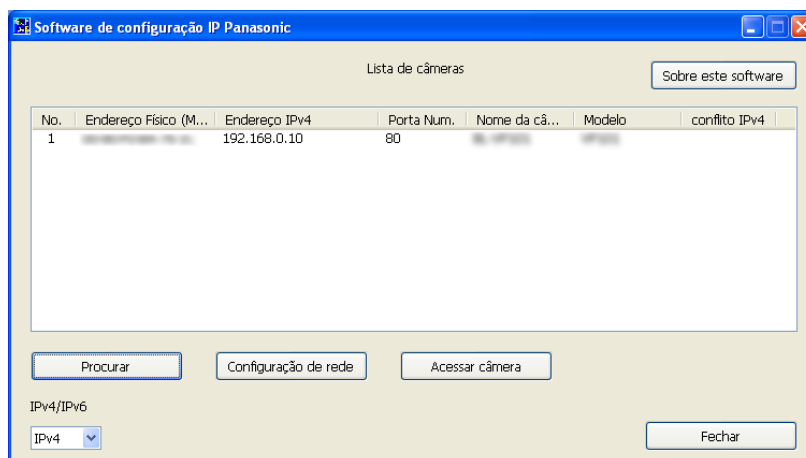 Software de configuração IP Panasonic
Lista de câmeras
Sobre este software
No. Endereço Físico (M... Endereço IPv4 Porta Num. Nome da câ... Modelo conflito IPv4
1 192.168.0.10 80
Procurar Configuração de rede Acessar câmera
IPv4/IPv6
IPv4 Fechar